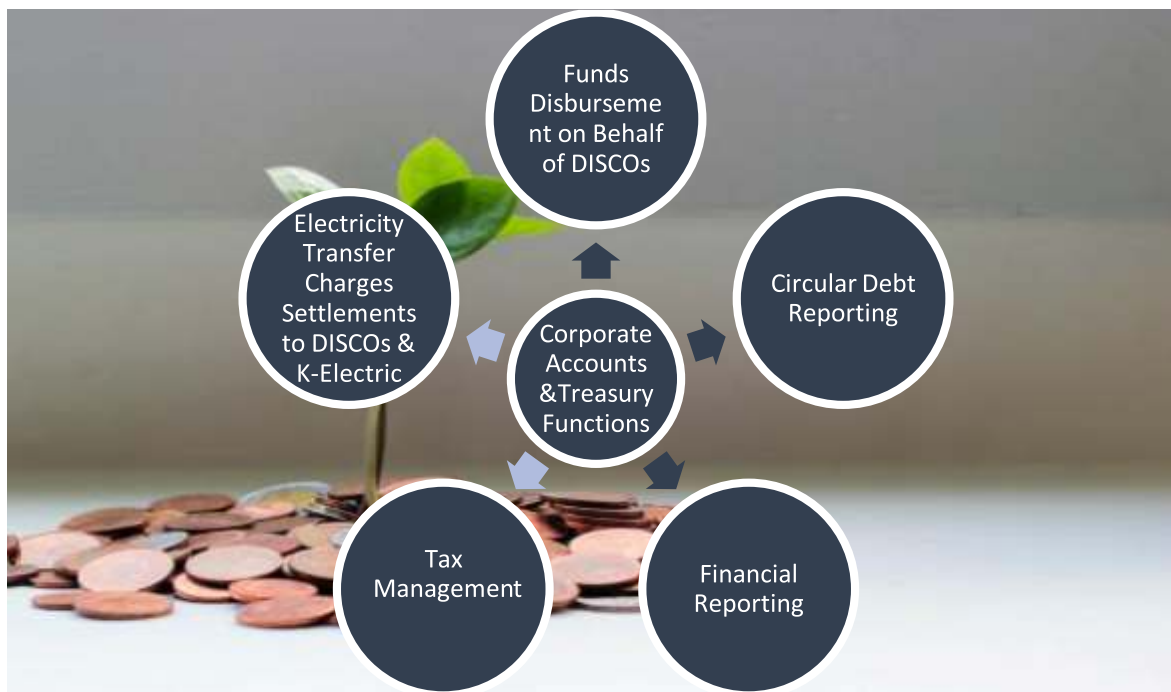 Funds
Disburseme
nt on Behalf
of DISCOs
Electricity
Transfer
Charges
Settlements
to DISCOs &
K-Electric
Circular Debt
Reporting
Corporate
Accounts
&Treasury
Functions
Tax
Management
Financial
Reporting